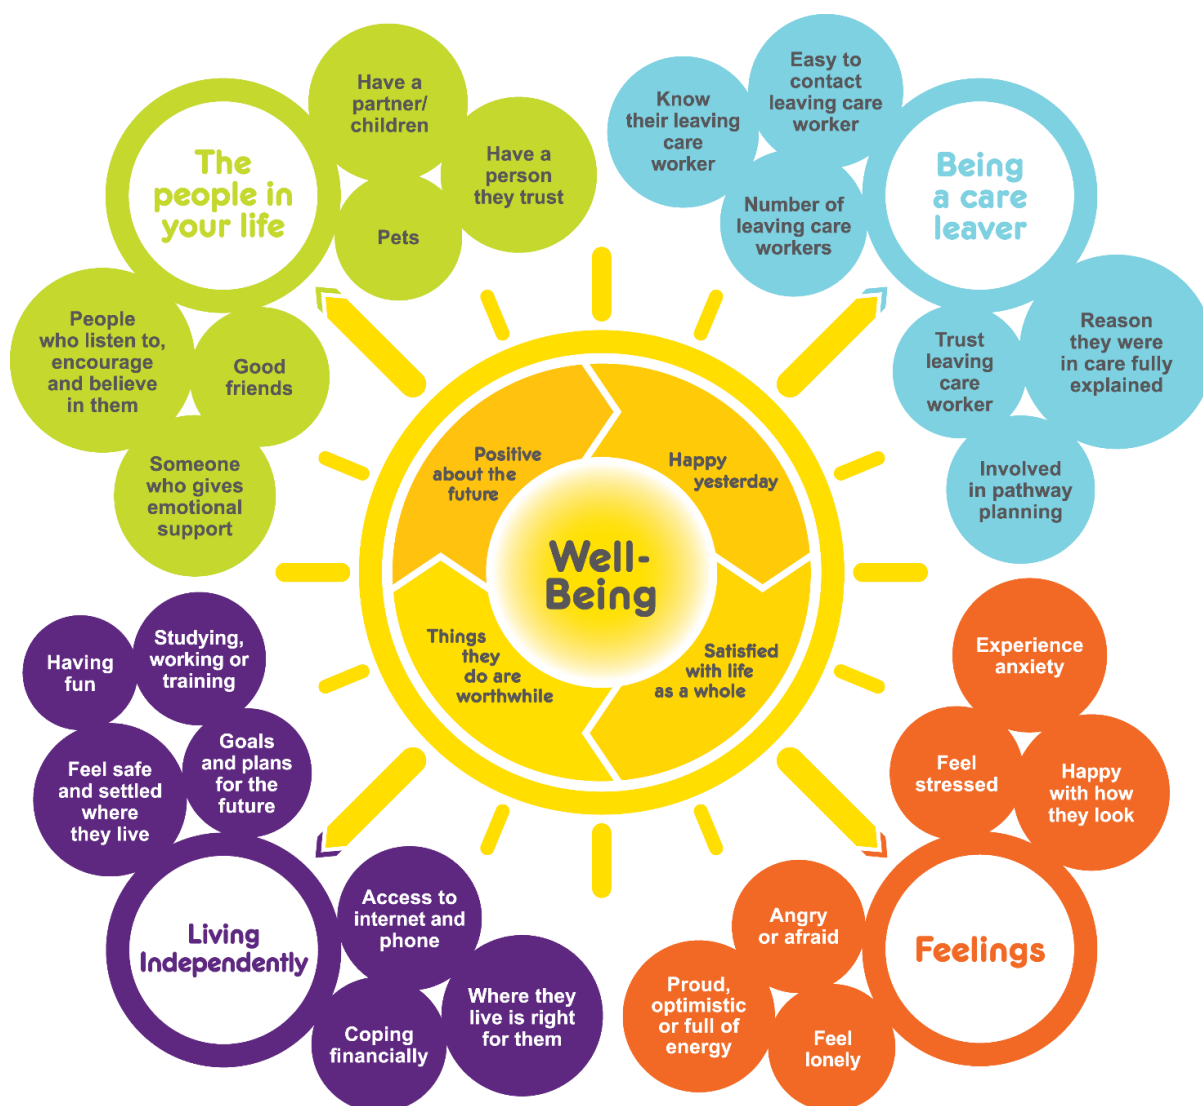 The
people in
your life
Have a
partner/
children
Have a
person
they trust
Pets
People
who listen to,
encourage
and believe
in them
Good
friends
Someone
who gives
emotional
support
Being
a care
leaver
Know
their leaving
care
worker
Easy to
contact
leaving care
worker
Number of
leaving care
workers
Trust
leaving
care
worker
Reason
they were
in care fully
explained
Involved
in pathway
planning
Well-
Being
Positive
about the
future
Happy
yesterday
Things
they
do are
worthwhile
Satisfied
with life
as a whole
Having
fun
Studying,
working or
training
Feel safe
and settled
where
they live
Goals
and plans
for the
future
Living
Independently
Access to
internet and
phone
Coping
financially
Where they
live is right
for them
Experience
anxiety
Feel
stressed
Happy
with how
they look
Feelings
Angry
or afraid
Proud,
optimistic
or full of
energy
Feel
lonely